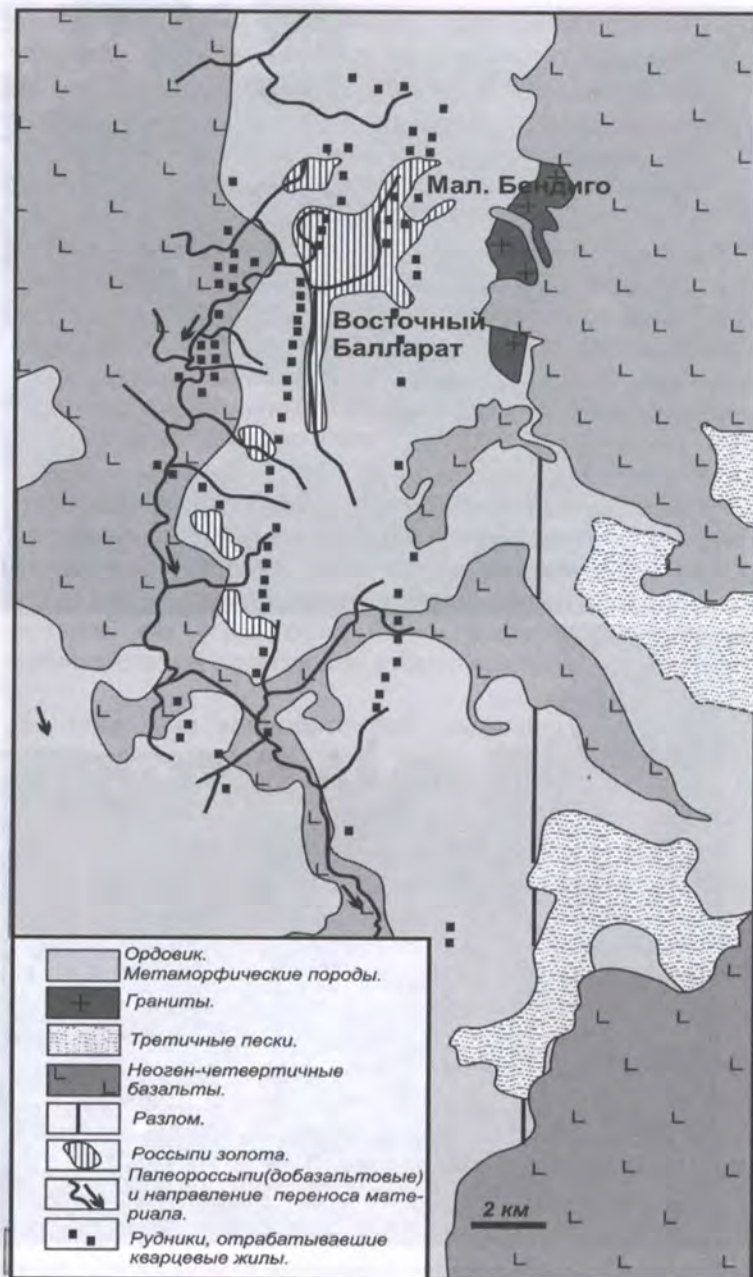 Мал. Бендиго
Восточный
Балларат
Ордовик.
Метаморфические породы.
Граниты.
Третичные пески.
Неоген-четвертичные
базальты.
Разлом.
Россыпи золота.
Палеороссыпи(добазальтовые)
и направление переноса мате-
риала.
Рудники, отрабатывавшие
кварцевые жилы.
2 км